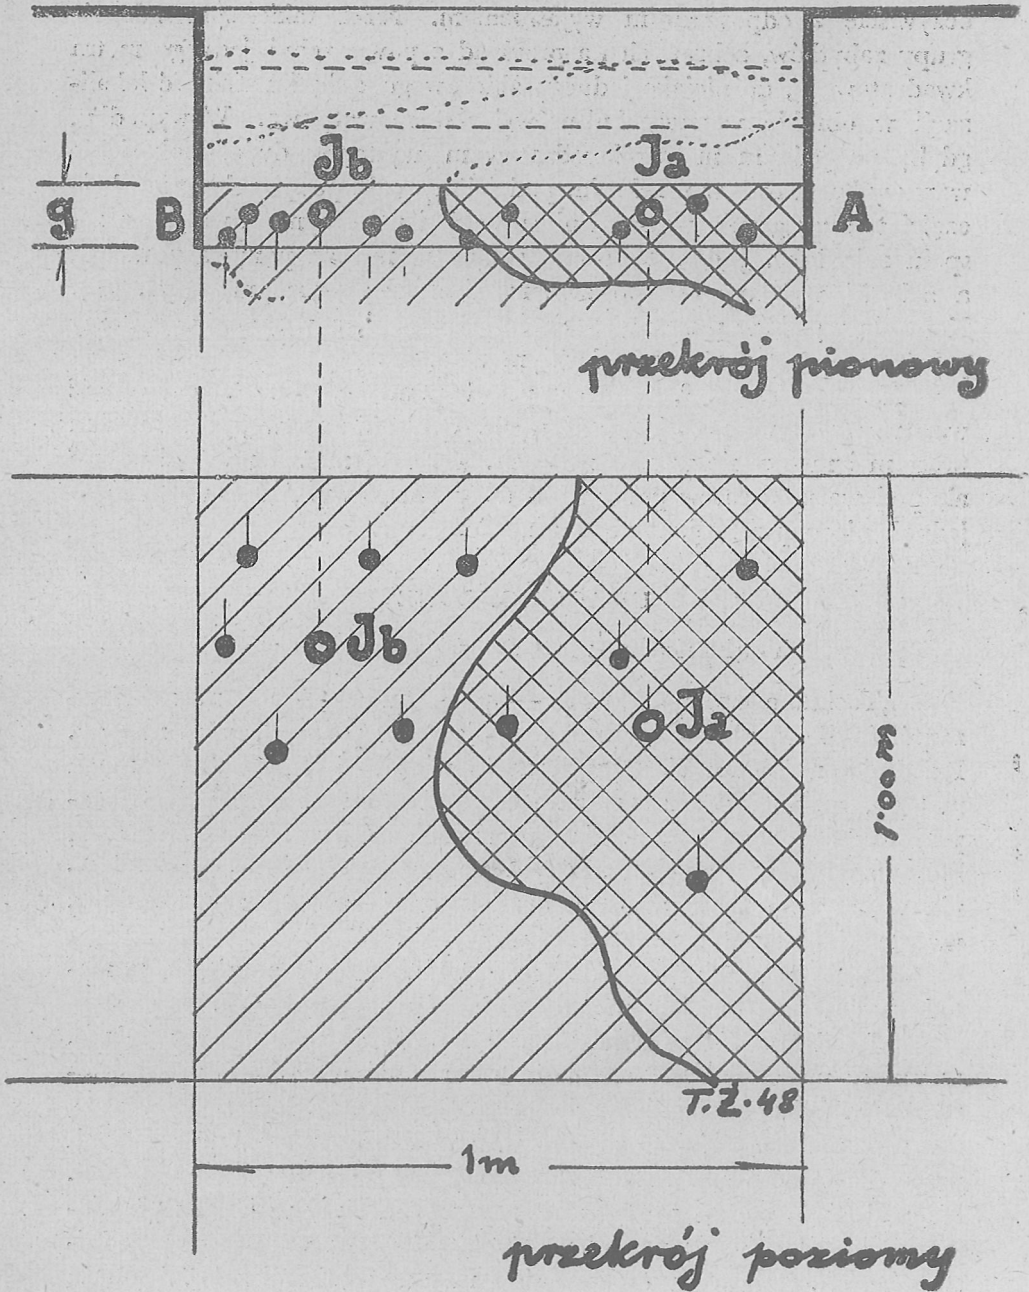 Jb Ja
g B A
przekrój pionowy
Jb
Ja
1.00 m
T.Ż.48
1m
przekrój poziomy